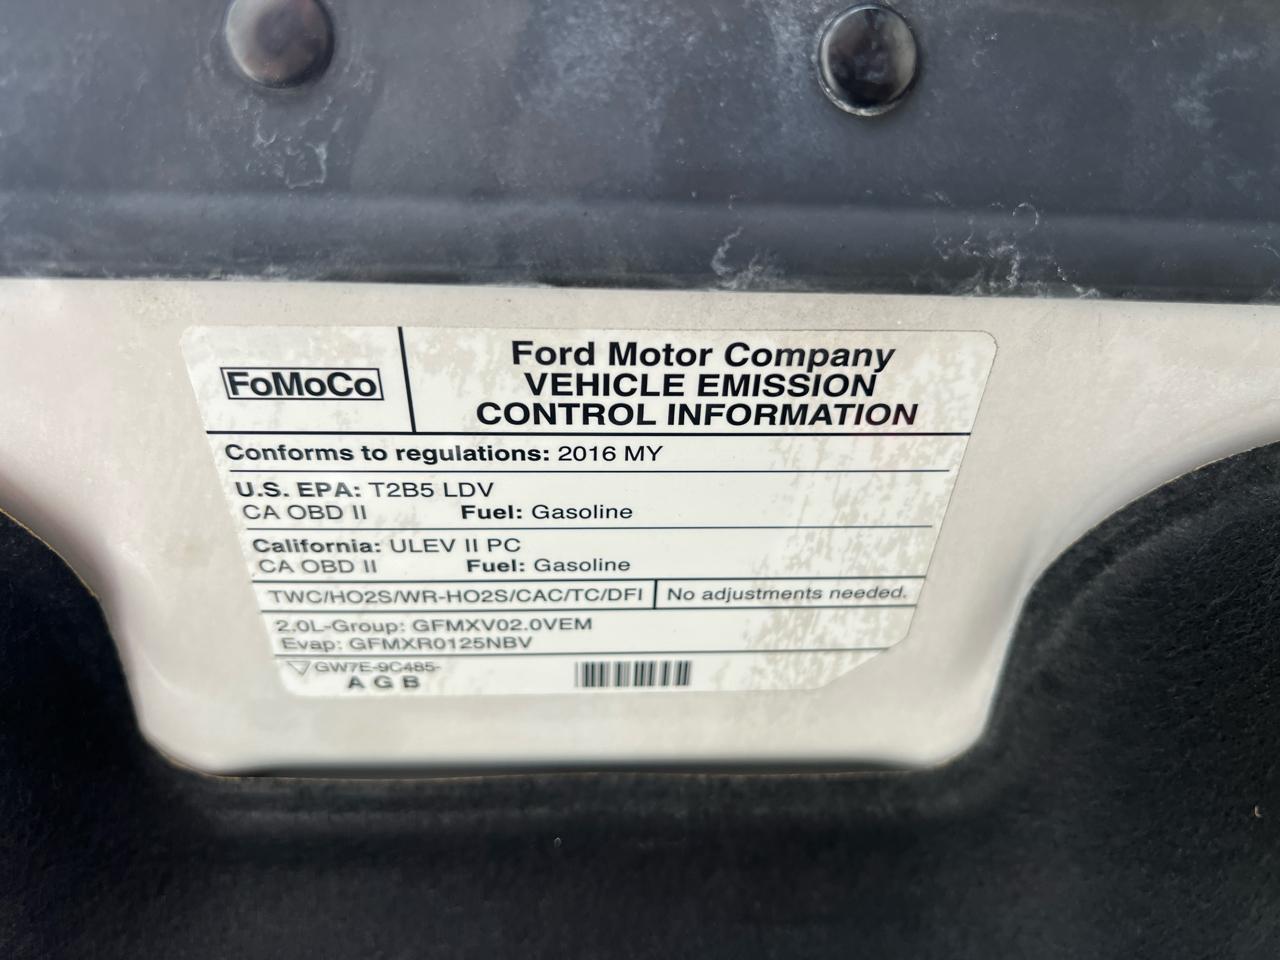 FoMoCo
Ford Motor Company
VEHICLE EMISSION
CONTROL INFORMATION
Conforms to regulations: 2016 MY
U.S. EPA: T2B5 LDV
CA OBD II Fuel: Gasoline
California: ULEV II PC
CA OBD II Fuel: Gasoline
TWC/HO2S/WR-HO2S/CAC/TC/DFI No adjustments needed.
2.0L-Group: GFMXV02.0VEM
Evap: GFMXR0125NBV
GW7E-9C485-
A G B